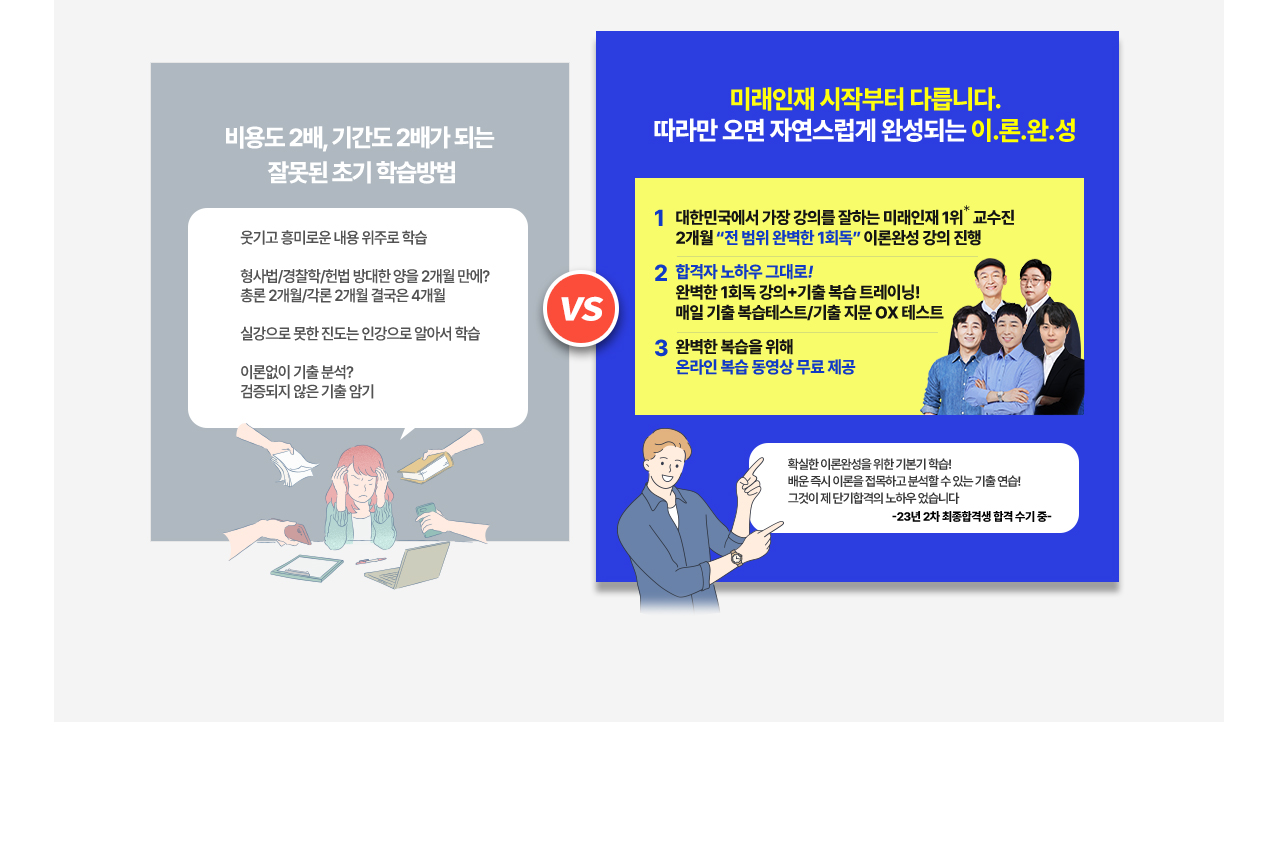 비용도 2배, 기간도 2배가 되는
잘못된 초기 학습방법
웃기고 흥미로운 내용 위주로 학습
형사법/경찰학/헌법 방대한 양을 2개월 만에?
총론 2개월/각론 2개월 결국은 4개월
실강으로 못한 진도는 인강으로 알아서 학습
이론없이 기출 분석?
검증되지 않은 기출 암기
VS
미래인재 시작부터 다릅니다.
따라만 오면 자연스럽게 완성되는 이.론.완.성
1 대한민국에서 가장 강의를 잘하는 미래인재 1위* 교수진
2개월 “전 범위 완벽한 1회독” 이론완성 강의 진행
2 합격자 노하우 그대로!
완벽한 1회독 강의+기출 복습 트레이닝!
매일 기출 복습테스트/기출 지문 OX 테스트
3 완벽한 복습을 위해
온라인 복습 동영상 무료 제공
확실한 이론완성을 위한 기본기 학습!
배운 즉시 이론을 접목하고 분석할 수 있는 기출 연습!
그것이 제 단기합격의 노하우 었습니다
-23년 2차 최종합격생 합격 수기 중-